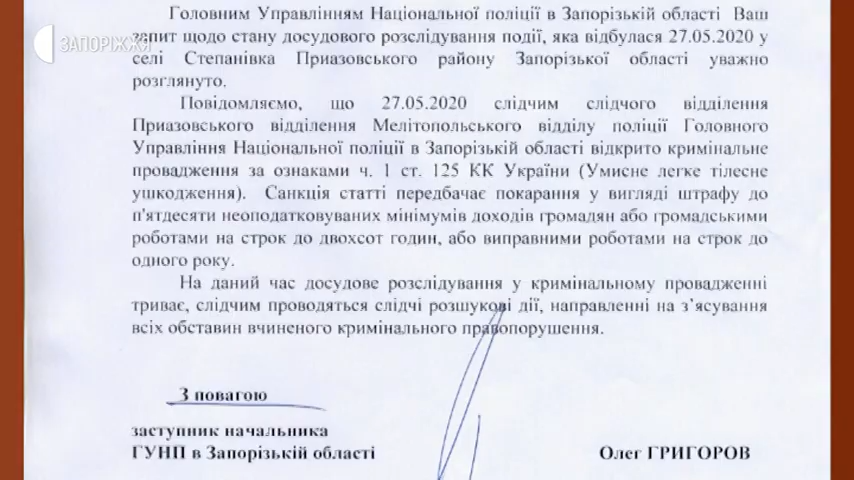 Головним Управлінням Національної поліції в Запорізькій області Ваш
запит щодо стану досудового розслідування події, яка відбулася 27.05.2020 у
селі Степанівка Приазовського району Запорізької області уважно
розглянуто.
Повідомляємо, що 27.05.2020 слідчим слідчого відділення
Приазовського відділення Мелітопольського відділу поліції Головного
Управління Національної поліції в Запорізькій області відкрито кримінальне
провадження за ознаками ч. 1 ст. 125 КК України (Умисне легке тілесне
ушкодження). Санкція статті передбачає покарання у вигляді штрафу до
п'ятдесяти неоподатковуваних мінімумів доходів громадян або громадськими
роботами на строк до двохсот годин, або виправними роботами на строк до
одного року.
На даний час досудове розслідування у кримінальному провадженні
триває, слідчим проводяться слідчі розшукові дії, направленні на з’ясування
всіх обставин вчиненого кримінального правопорушення.
З повагою
заступник начальника
ГУНП в Запорізькій області Олег ГРИГОРОВ
ЗАПОРІЖЖЯ